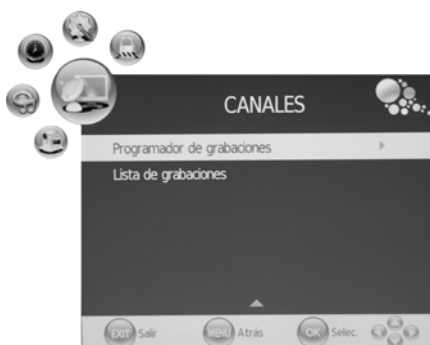 CANALES
Programador de grabaciones
Lista de grabaciones
EXIT Salir MENU Atrás OK Selec.